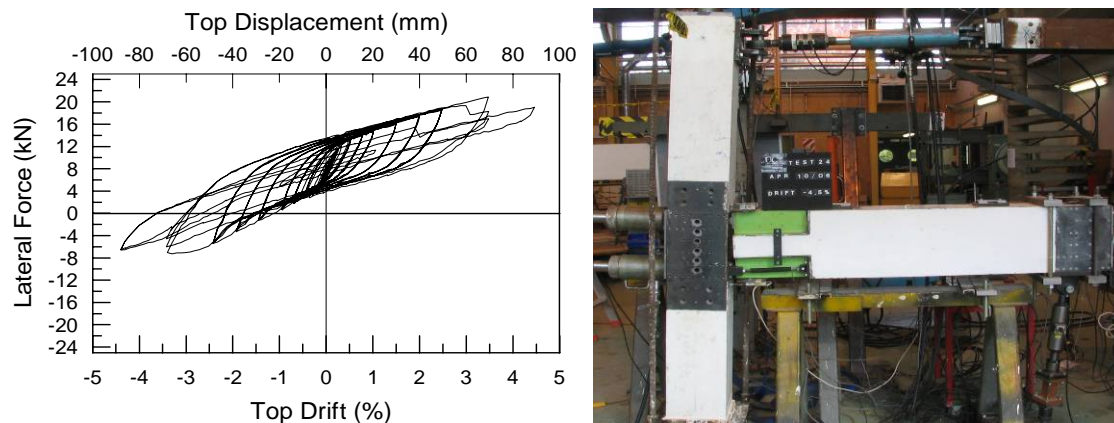 Top Displacement (mm)
-100 -80 -60 -40 -20 0 20 40 60 80 100
24
20
16
12
8
4
0
-4
-8
-12
-16
-20
-24
Lateral Force (kN)
-5 -4 -3 -2 -1 0 1 2 3 4 5
Top Drift (%)
TEST 24
APR 10/06
DRIFT -4,5%